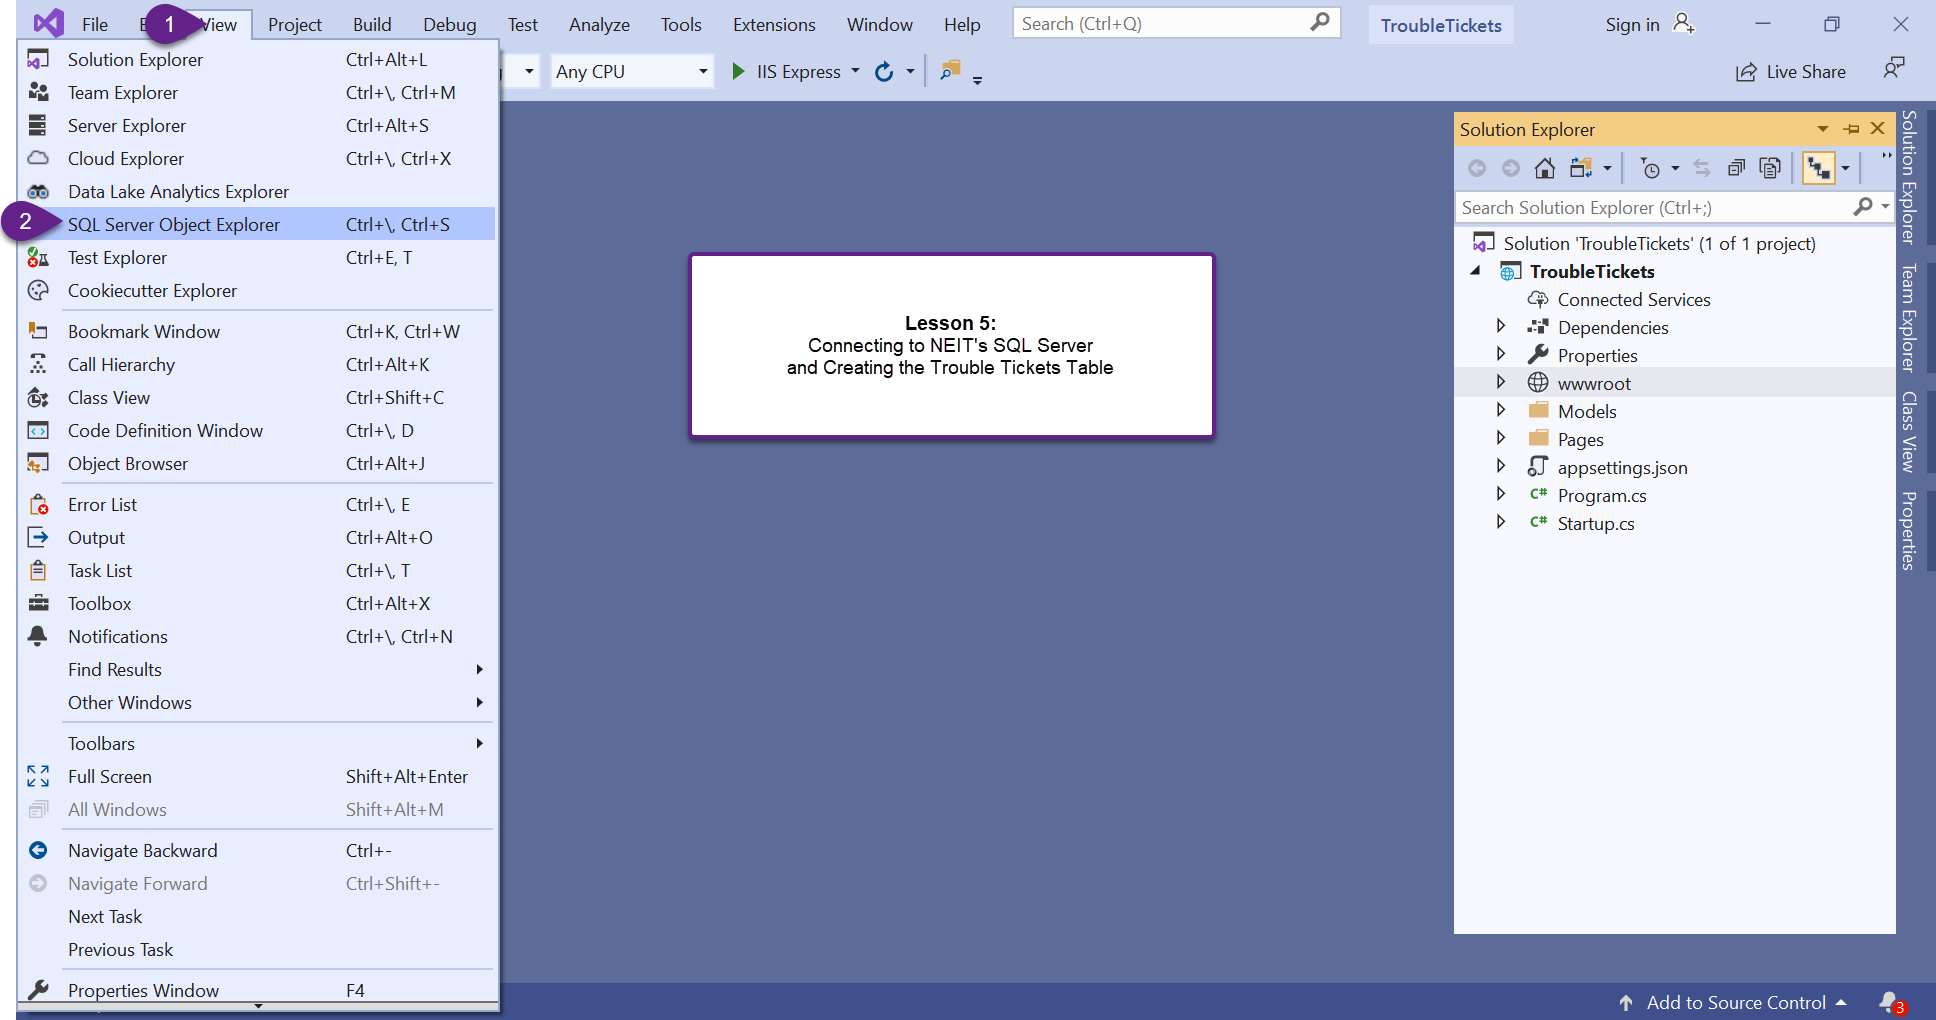 File
1
View
Project
Build
Debug
Test
Analyze
Tools
Extensions
Window
Help
Search (Ctrl+Q)
TroubleTickets
Sign in
Any CPU
IIS Express
Live Share
Solution Explorer Ctrl+Alt+L
Team Explorer Ctrl+\, Ctrl+M
Server Explorer Ctrl+Alt+S
Cloud Explorer Ctrl+\, Ctrl+X
Data Lake Analytics Explorer
2
SQL Server Object Explorer Ctrl+\, Ctrl+S
Test Explorer Ctrl+E, T
Cookiecutter Explorer
Bookmark Window Ctrl+K, Ctrl+W
Call Hierarchy Ctrl+Alt+K
Class View Ctrl+Shift+C
Code Definition Window Ctrl+\, D
Object Browser Ctrl+Alt+J
Error List Ctrl+\, E
Output Ctrl+Alt+O
Task List Ctrl+\, T
Toolbox Ctrl+Alt+X
Notifications Ctrl+\, Ctrl+N
Find Results
Other Windows
Toolbars
Full Screen Shift+Alt+Enter
All Windows Shift+Alt+M
Navigate Backward Ctrl+-
Navigate Forward Ctrl+Shift+-
Next Task
Previous Task
Properties Window F4
Lesson 5:
Connecting to NEIT's SQL Server
and Creating the Trouble Tickets Table
Solution Explorer
Search Solution Explorer (Ctrl+;)
Solution 'TroubleTickets' (1 of 1 project)
TroubleTickets
Connected Services
Dependencies
Properties
wwwroot
Models
Pages
appsettings.json
C# Program.cs
C# Startup.cs
Solution Explorer
Team Explorer
Class View
Properties
Add to Source Control
3